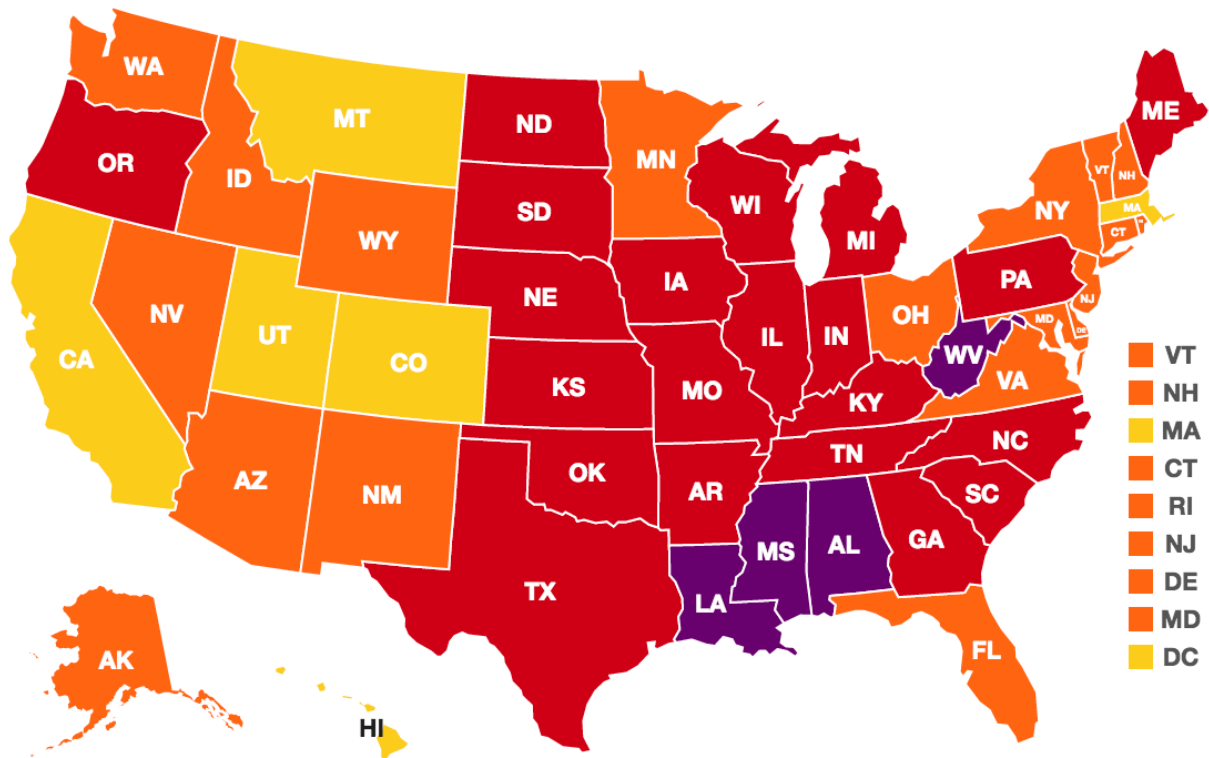 WA
MT
ND
MN
ME
OR
ID
SD
WI
VT
NH
WY
MI
NY
MA
CT
NV
NE
IA
PA
UT
OH
NJ
CA
CO
IL
IN
MD
DE
WV
KS
MO
KY
VA
VT
NH
AZ
NM
OK
AR
TN
NC
SC
MA
CT
RI
TX
MS
AL
GA
LA
NJ
DE
MD
AK
FL
DC
HI